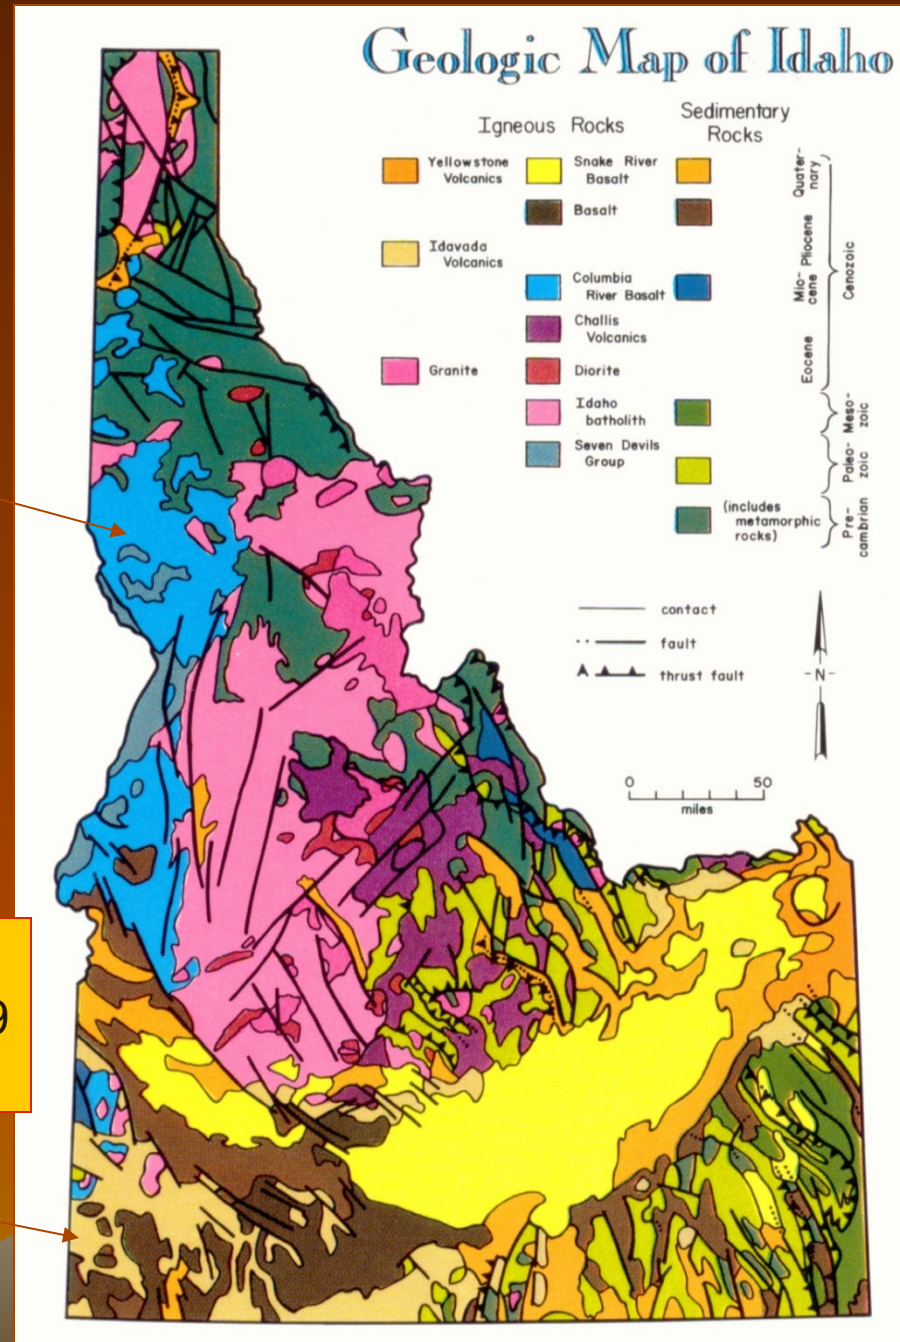 Geologic Map of Idaho
Igneous Rocks
Sedimentary
Rocks
Yellowstone
Volcanics
Snake River
Basalt
Basalt
Idavada
Volcanics
Columbia
River Basalt
Challis
Volcanics
Granite
Diorite
Idaho
batholith
Seven Devils
Group
(includes
metamorphic
rocks)
Quater-
nary
Pliocene
Mio-
cene
Eocene
Cenozoic
Meso-
zoic
Paleo-
zoic
Pre-
cambrian
contact
fault
thrust fault
-N-
0 50
miles
9